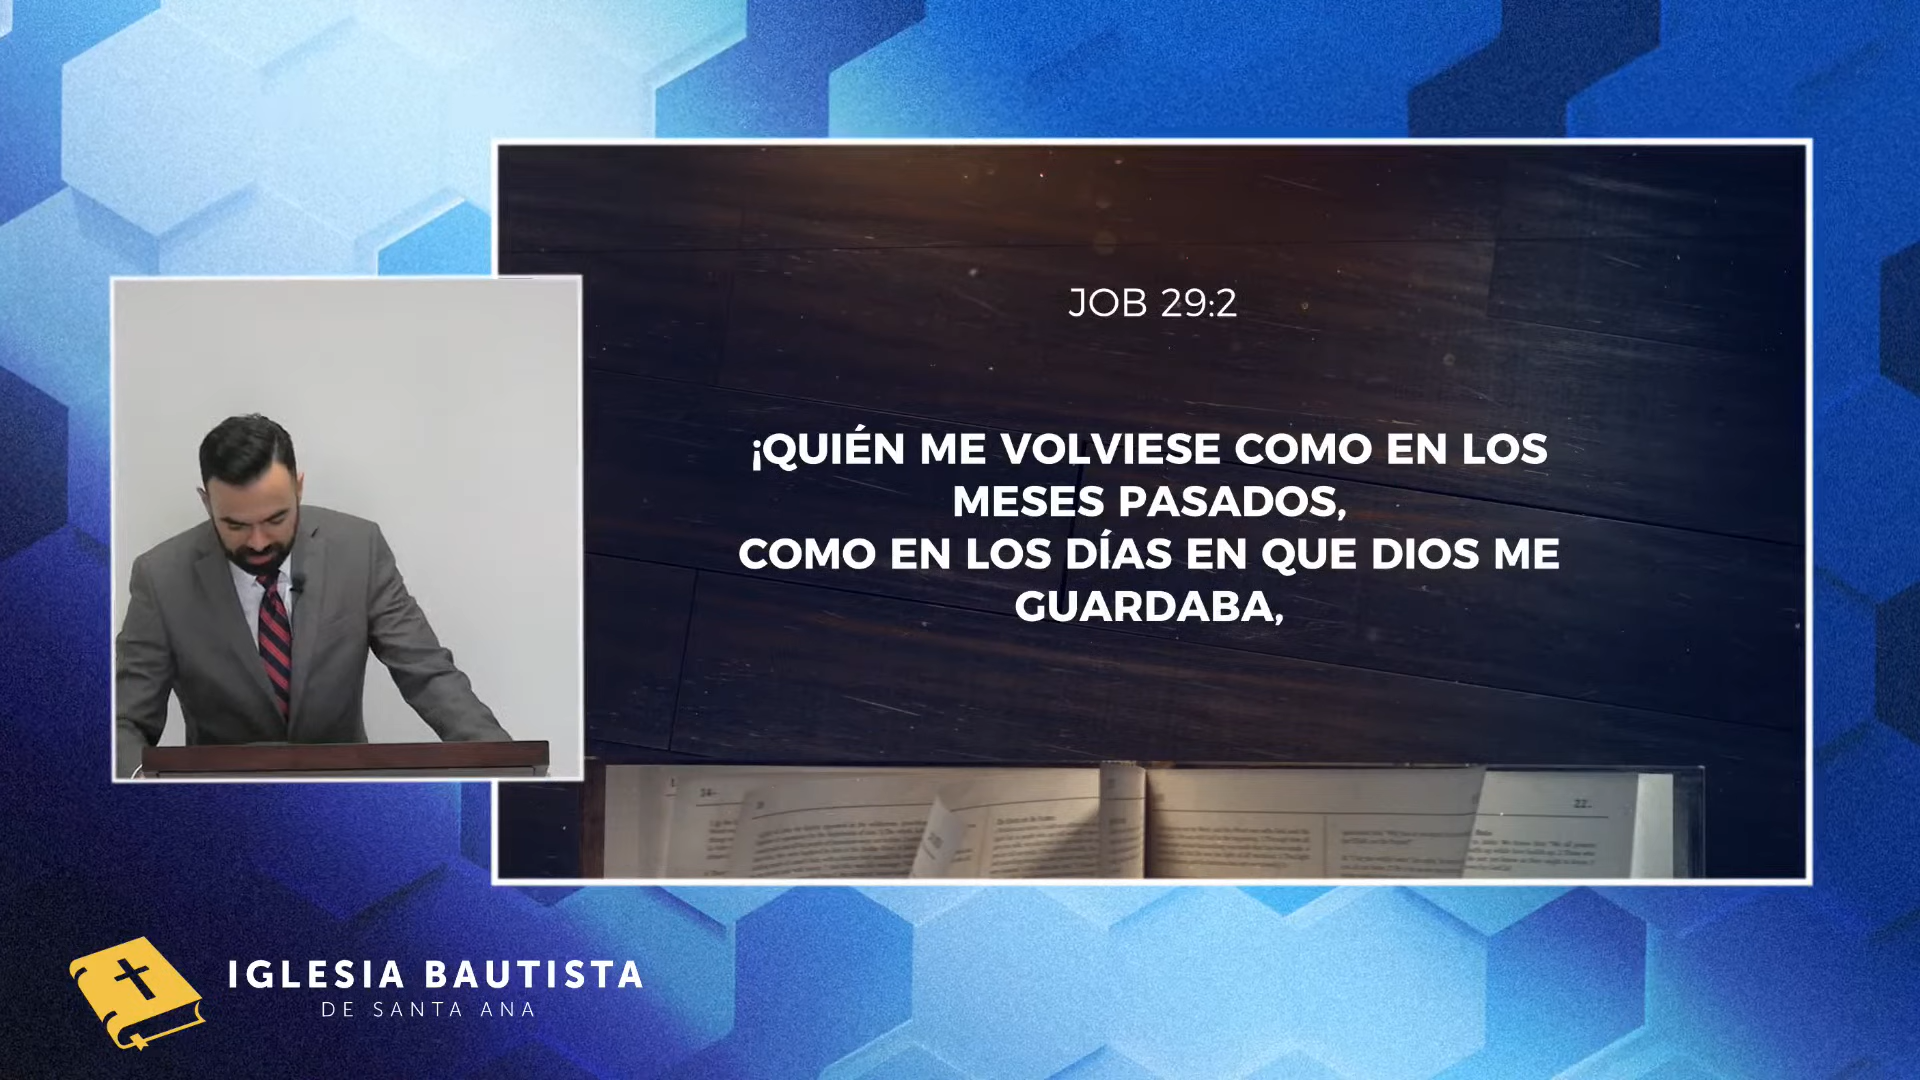 JOB 29:2
¡QUIÉN ME VOLVIESE COMO EN LOS
MESES PASADOS,
COMO EN LOS DÍAS EN QUE DIOS ME
GUARDABA,
22
IGLESIA BAUTISTA
DE SANTA ANA